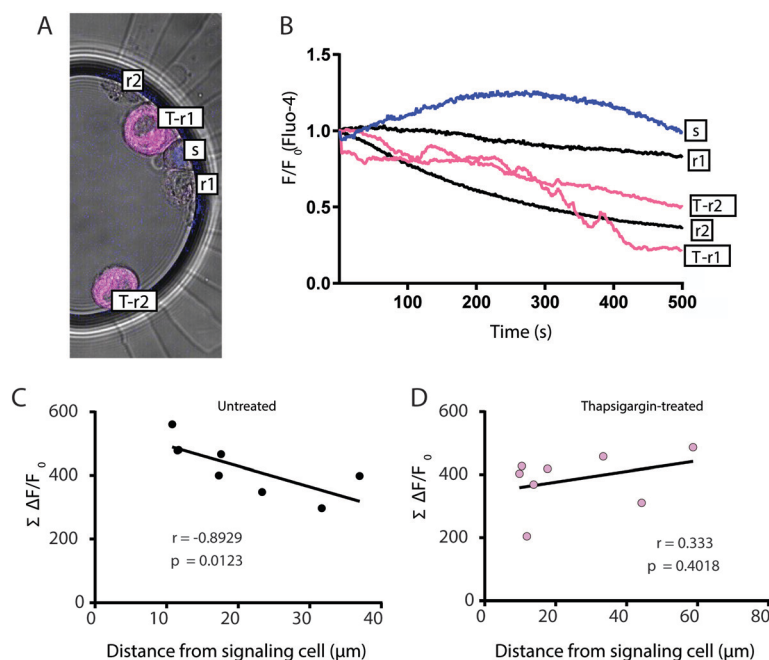 A
r2
T-r1
s
r1
T-r2
B
1.5
1.0
0.5
0.0
F/F0(Fluo-4)
100
200
300
400
500
Time (s)
s
r1
T-r2
r2
T-r1
C
Untreated
600
400
200
0
Σ ΔF/F0
r = -0.8929
p = 0.0123
0
10
20
30
40
Distance from signaling cell (μm)
D
Thapsigargin-treated
600
400
200
0
Σ ΔF/F0
r = 0.333
p = 0.4018
0
20
40
60
80
Distance from signaling cell (μm)